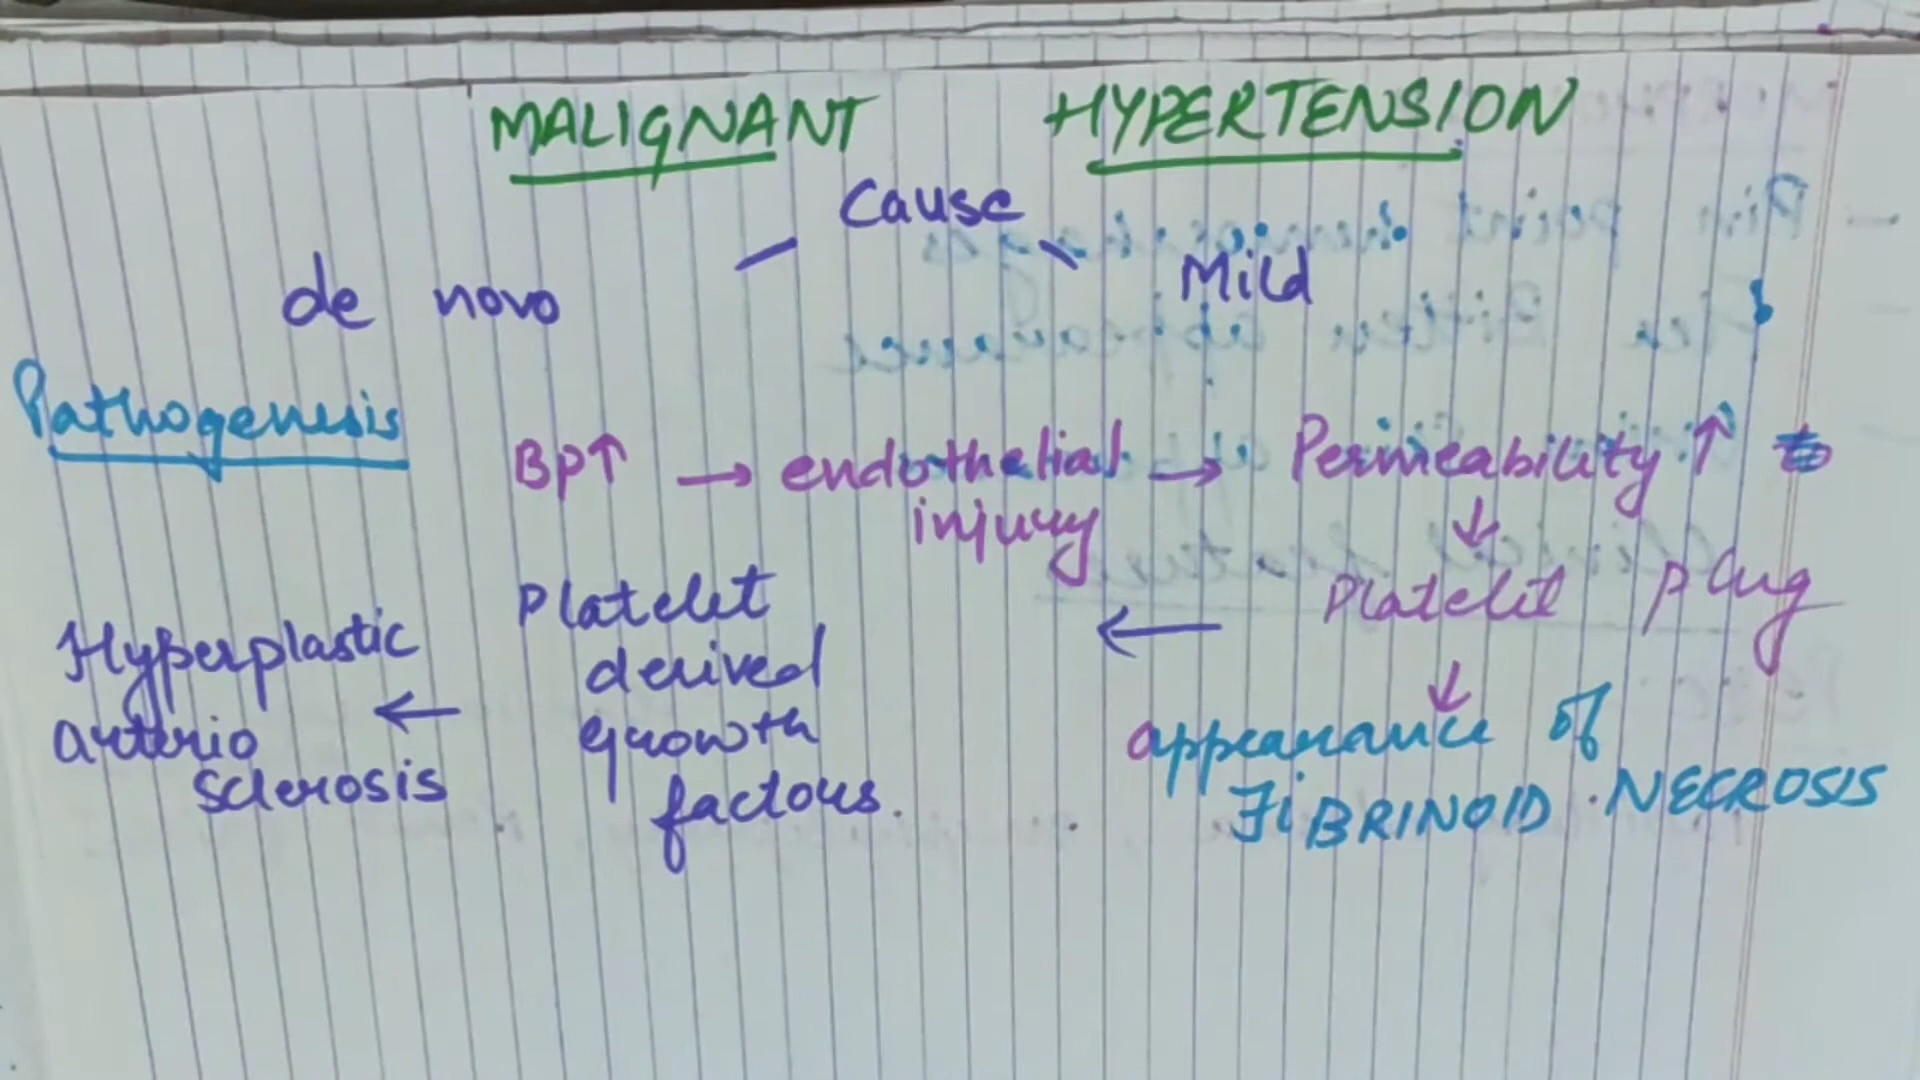 MALIGNANT HYPERTENSION
Cause
de novo Mild
Pathogenesis
BP↑ → endothelial injury → Permeability ↑
↓
Platelet plug
↓
appearance of
FIBRINOID NECROSIS
←
Platelet
derived
growth
factors.
←
Hyperplastic
arterio
sclerosis